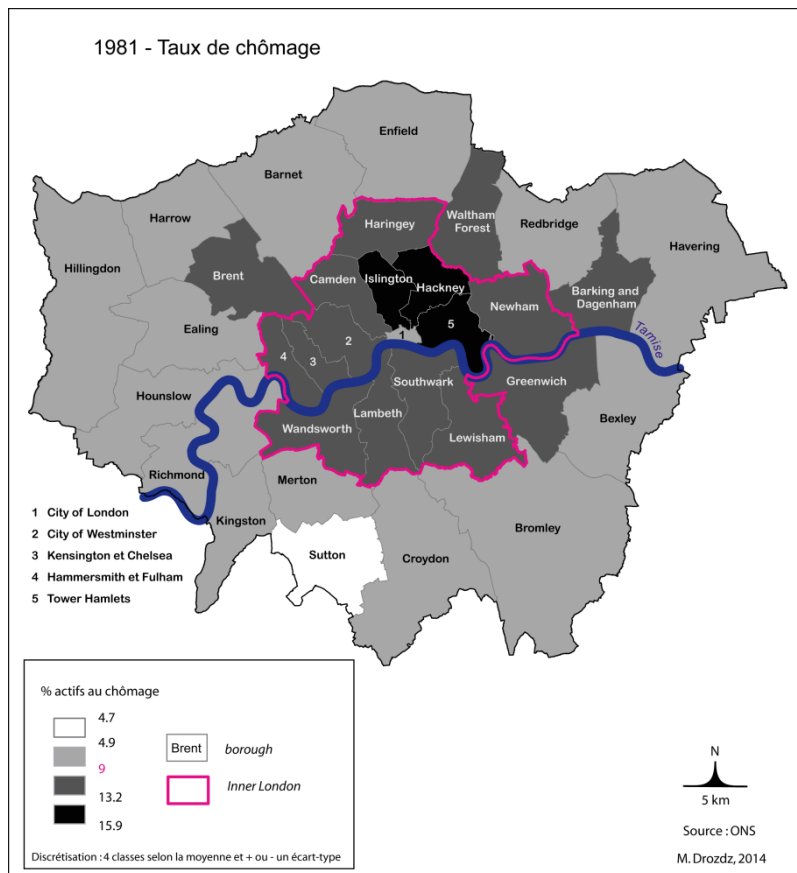 1981 - Taux de chômage
Enfield
Barnet
Harrow
Haringey
Waltham
Forest
Redbridge
Havering
Hillingdon
Brent
Camden
Islington
Hackney
Newham
Barking and
Dagenham
Ealing
1
5
2
4
3
Tamise
Hounslow
Southwark
Greenwich
Lambeth
Wandsworth
Lewisham
Bexley
Richmond
Merton
Kingston
Bromley
Sutton
Croydon
1 City of London
2 City of Westminster
3 Kensington et Chelsea
4 Hammersmith et Fulham
5 Tower Hamlets
% actifs au chômage
4.7
4.9
9
13.2
15.9
Brent borough
Inner London
Discrétisation : 4 classes selon la moyenne et + ou - un écart-type
N
5 km
Source : ONS
M. Drozdz, 2014